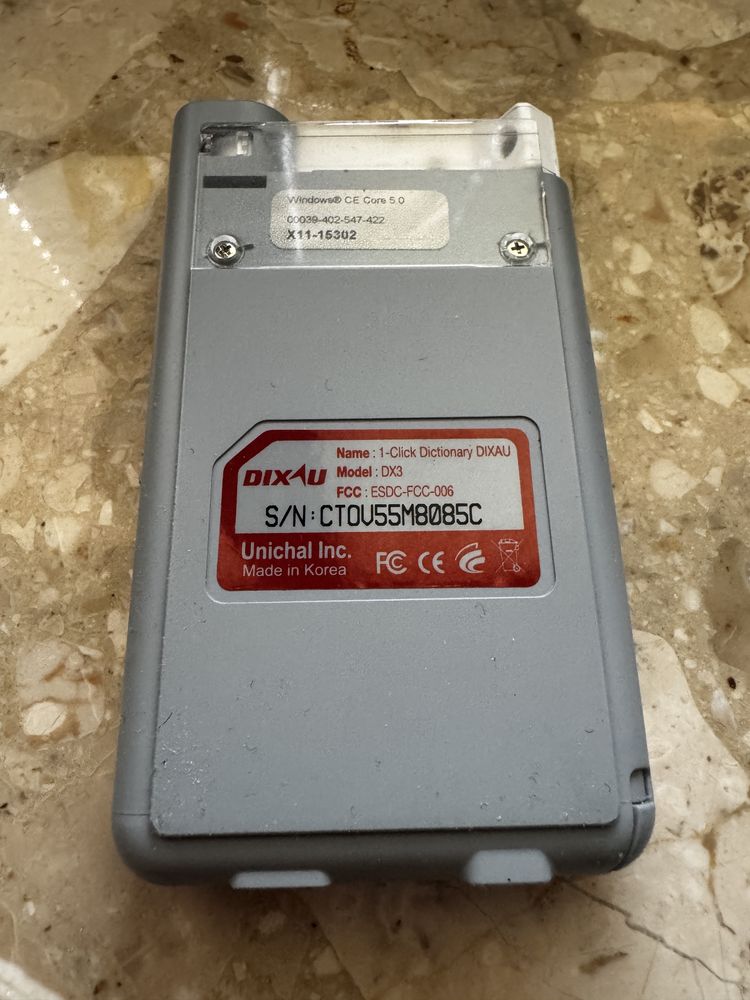 Windows® CE Core 5.0
00039-402-547-422
X11-15302
DIXAU
Name : 1-Click Dictionary DIXAU
Model : DX3
FCC : ESDC-FCC-006
S/N:CTOV55M8085C
Unichal Inc.
Made in Korea
FC CE